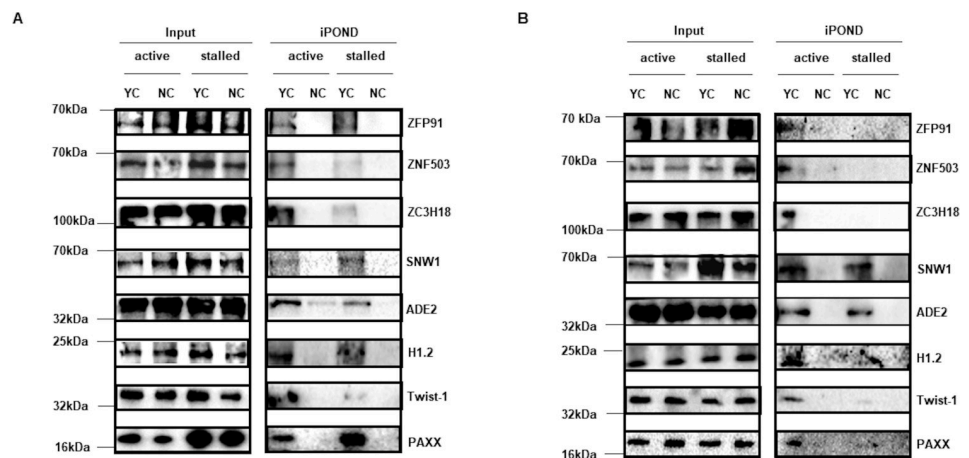 A
Input iPOND
active stalled active stalled
YC NC YC NC YC NC YC NC
70kDa ZFP91
70kDa ZNF503
100kDa ZC3H18
70kDa SNW1
32kDa ADE2
25kDa H1.2
32kDa Twist-1
16kDa PAXX
B
Input iPOND
active stalled active stalled
YC NC YC NC YC NC YC NC
70 kDa ZFP91
70kDa ZNF503
100kDa ZC3H18
70kDa SNW1
32kDa ADE2
25kDa H1.2
32kDa Twist-1
16kDa PAXX